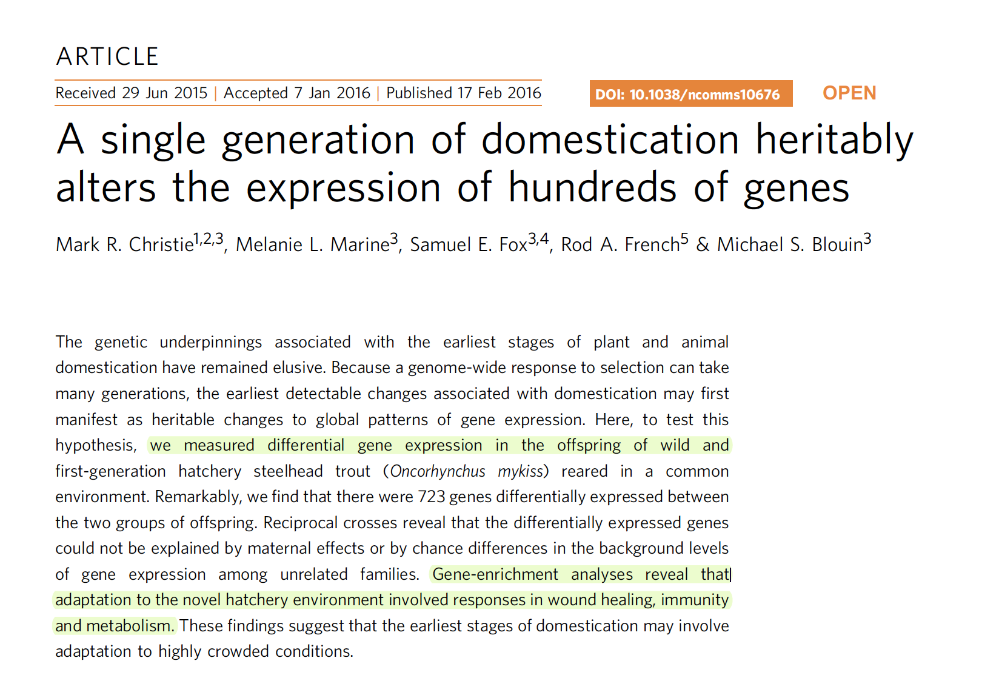 ARTICLE
Received 29 Jun 2015 | Accepted 7 Jan 2016 | Published 17 Feb 2016
DOI: 10.1038/ncomms10676
OPEN
A single generation of domestication heritably
alters the expression of hundreds of genes
Mark R. Christie1,2,3, Melanie L. Marine3, Samuel E. Fox3,4, Rod A. French5 & Michael S. Blouin3
The genetic underpinnings associated with the earliest stages of plant and animal
domestication have remained elusive. Because a genome-wide response to selection can take
many generations, the earliest detectable changes associated with domestication may first
manifest as heritable changes to global patterns of gene expression. Here, to test this
hypothesis, we measured differential gene expression in the offspring of wild and
first-generation hatchery steelhead trout (Oncorhynchus mykiss) reared in a common
environment. Remarkably, we find that there were 723 genes differentially expressed between
the two groups of offspring. Reciprocal crosses reveal that the differentially expressed genes
could not be explained by maternal effects or by chance differences in the background levels
of gene expression among unrelated families. Gene-enrichment analyses reveal that
adaptation to the novel hatchery environment involved responses in wound healing, immunity
and metabolism. These findings suggest that the earliest stages of domestication may involve
adaptation to highly crowded conditions.